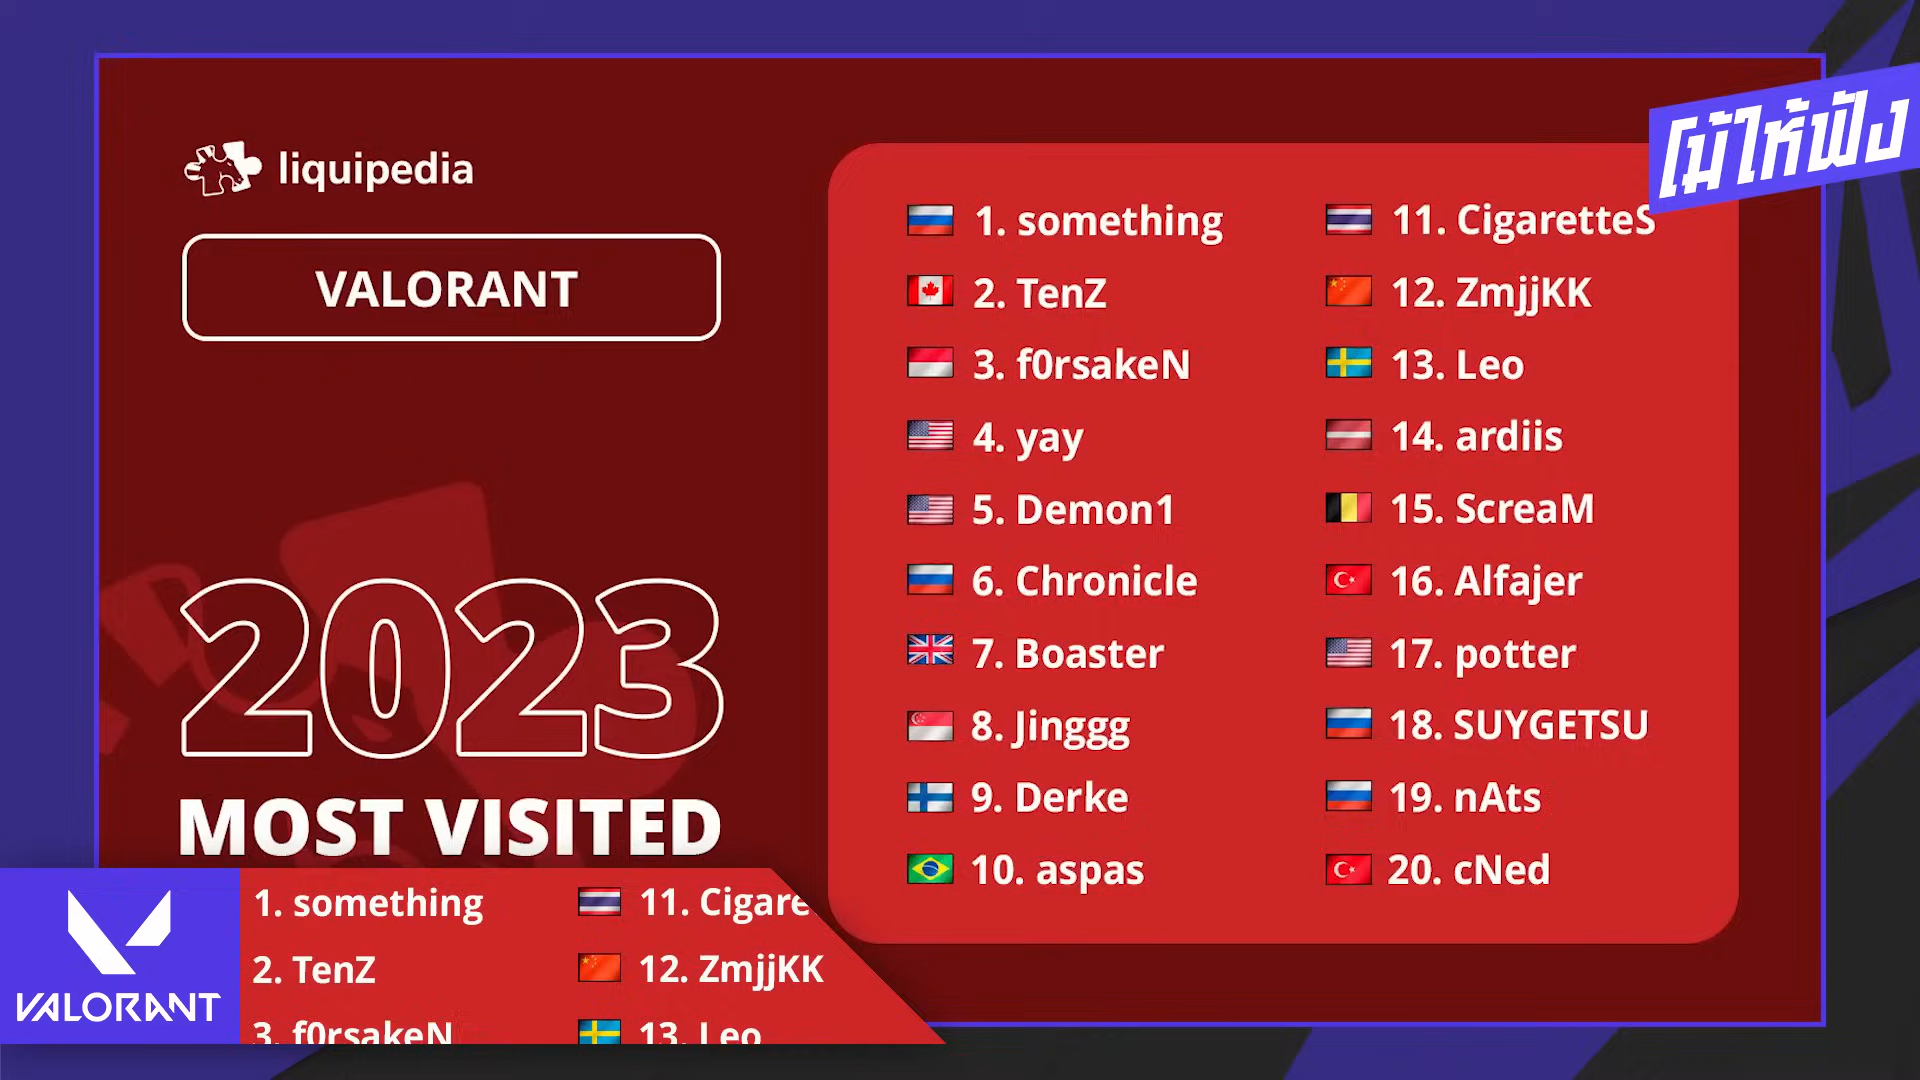 โม้ให้ฟัง
liquipedia
VALORANT
2023
MOST VISITED
1. something
2. TenZ
3. f0rsakeN
4. yay
5. Demon1
6. Chronicle
7. Boaster
8. Jinggg
9. Derke
10. aspas
11. CigaretteS
12. ZmjjKK
13. Leo
14. ardiis
15. ScreaM
16. Alfajer
17. potter
18. SUYGETSU
19. nAts
20. cNed
VALORANT
1. something
2. TenZ
3. f0rsakeN
11. Cigare
12. ZmjjKK
13. Leo